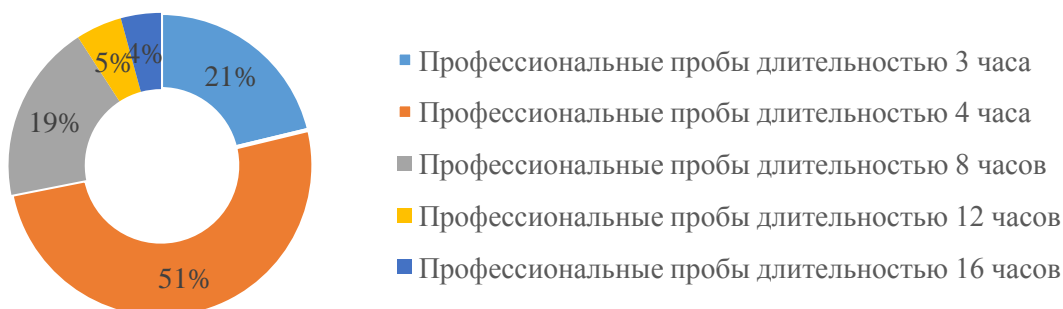 4%
5%
21%
19%
51%
Профессиональные пробы длительностью 3 часа
Профессиональные пробы длительностью 4 часа
Профессиональные пробы длительностью 8 часов
Профессиональные пробы длительностью 12 часов
Профессиональные пробы длительностью 16 часов